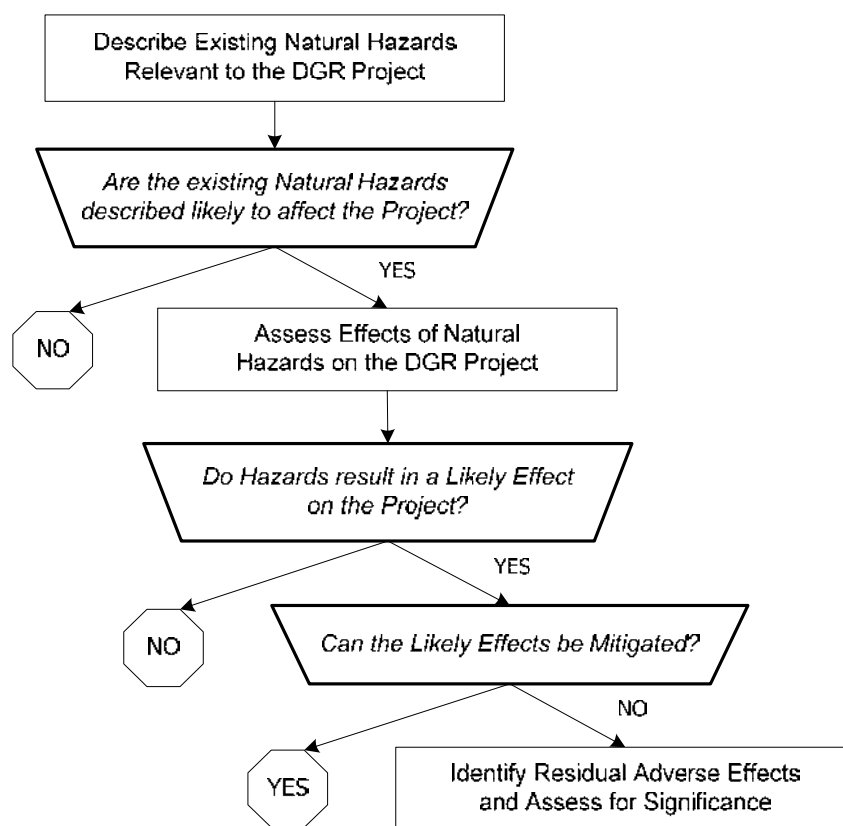 Describe Existing Natural Hazards
Relevant to the DGR Project
Are the existing Natural Hazards
described likely to affect the Project?
YES
NO
Assess Effects of Natural
Hazards on the DGR Project
Do Hazards result in a Likely Effect
on the Project?
YES
NO
Can the Likely Effects be Mitigated?
NO
YES
Identify Residual Adverse Effects
and Assess for Significance